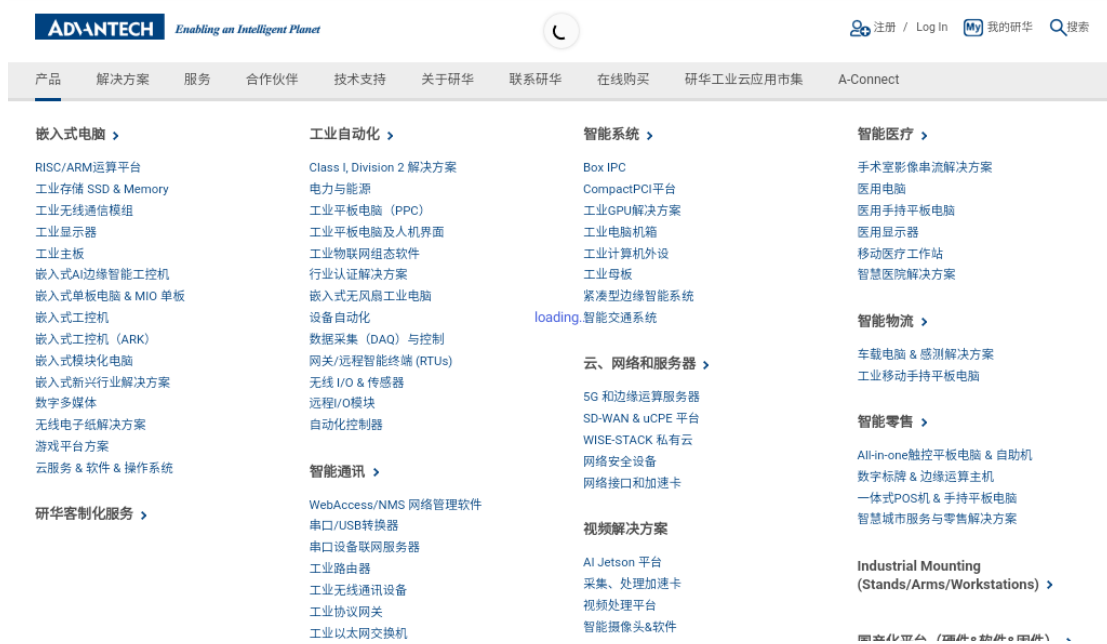 ADVANTECH Enabling an Intelligent Planet
注册 / Log In My 我的研华 搜索
产品 解决方案 服务 合作伙伴 技术支持 关于研华 联系研华 在线购买 研华工业云应用市集 A-Connect
嵌入式电脑
RISC/ARM运算平台
工业存储 SSD & Memory
工业无线通信模组
工业显示器
工业主板
嵌入式AI边缘智能工控机
嵌入式单板电脑 & MIO 单板
嵌入式工控机
嵌入式工控机（ARK）
嵌入式模块化电脑
嵌入式新兴行业解决方案
数字多媒体
无线电子纸解决方案
游戏平台方案
云服务 & 软件 & 操作系统
研华客制化服务
工业自动化
Class I, Division 2 解决方案
电力与能源
工业平板电脑（PPC）
工业平板电脑及人机界面
工业物联网组态软件
行业认证解决方案
嵌入式无风扇工业电脑
设备自动化
数据采集（DAQ）与控制
网关/远程智能终端 (RTUs)
无线 I/O & 传感器
远程I/O模块
自动化控制器
智能通讯
WebAccess/NMS 网络管理软件
串口/USB转换器
串口设备联网服务器
工业路由器
工业无线通讯设备
工业协议网关
工业以太网交换机
智能系统
Box IPC
CompactPCI平台
工业GPU解决方案
工业电脑机箱
工业计算机外设
工业母板
紧凑型边缘智能系统
loading..
智能交通系统
云、网络和服务器
5G 和边缘运算服务器
SD-WAN & uCPE 平台
WISE-STACK 私有云
网络安全设备
网络接口和加速卡
视频解决方案
AI Jetson 平台
采集、处理加速卡
视频处理平台
智能摄像头&软件
智能医疗
手术室影像串流解决方案
医用电脑
医用手持平板电脑
医用显示器
移动医疗工作站
智慧医院解决方案
智能物流
车载电脑 & 感测解决方案
工业移动手持平板电脑
智能零售
All-in-one触控平板电脑 & 自助机
数字标牌 & 边缘运算主机
一体式POS机 & 手持平板电脑
智慧城市服务与零售解决方案
Industrial Mounting
(Stands/Arms/Workstations)
国产化平台（硬件&软件&固件）